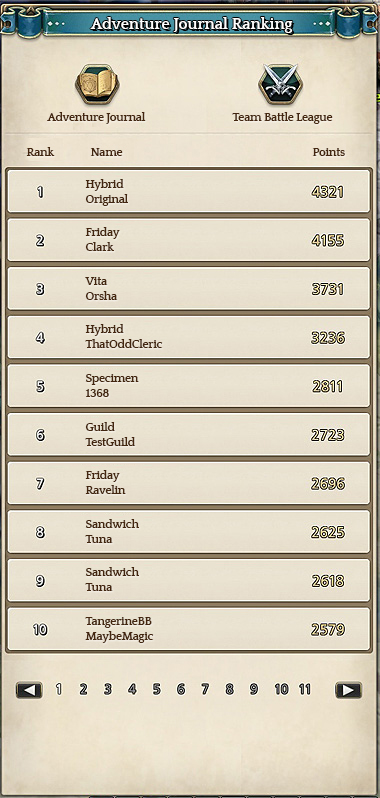 Adventure Journal Ranking
Adventure Journal Team Battle League
Rank Name Points
1 Hybrid Original 4321
2 Friday Clark 4155
3 Vita Orsha 3731
4 Hybrid ThatOddCleric 3236
5 Specimen 1368 2811
6 Guild TestGuild 2723
7 Friday Ravelin 2696
8 Sandwich Tuna 2625
9 Sandwich Tuna 2618
10 TangerineBB MaybeMagic 2579
1 2 3 4 5 6 7 8 9 10 11